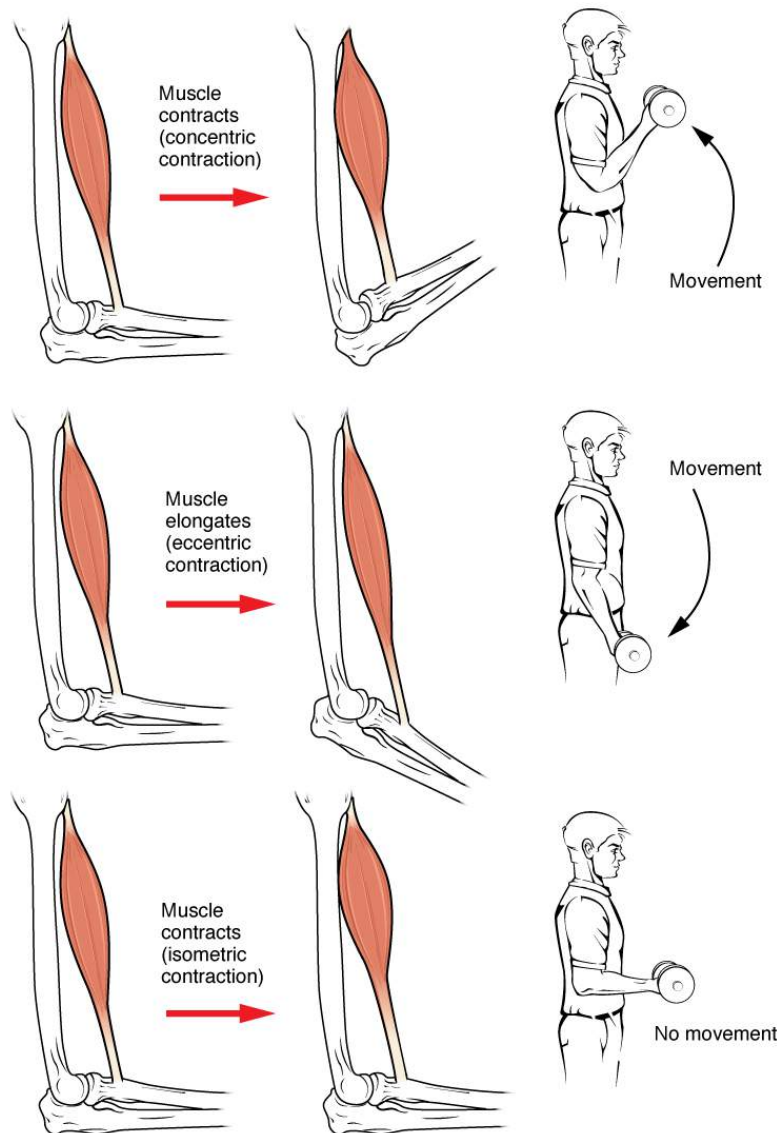 Muscle
contracts
(concentric
contraction)
Movement
Muscle
elongates
(eccentric
contraction)
Movement
Muscle
contracts
(isometric
contraction)
No movement